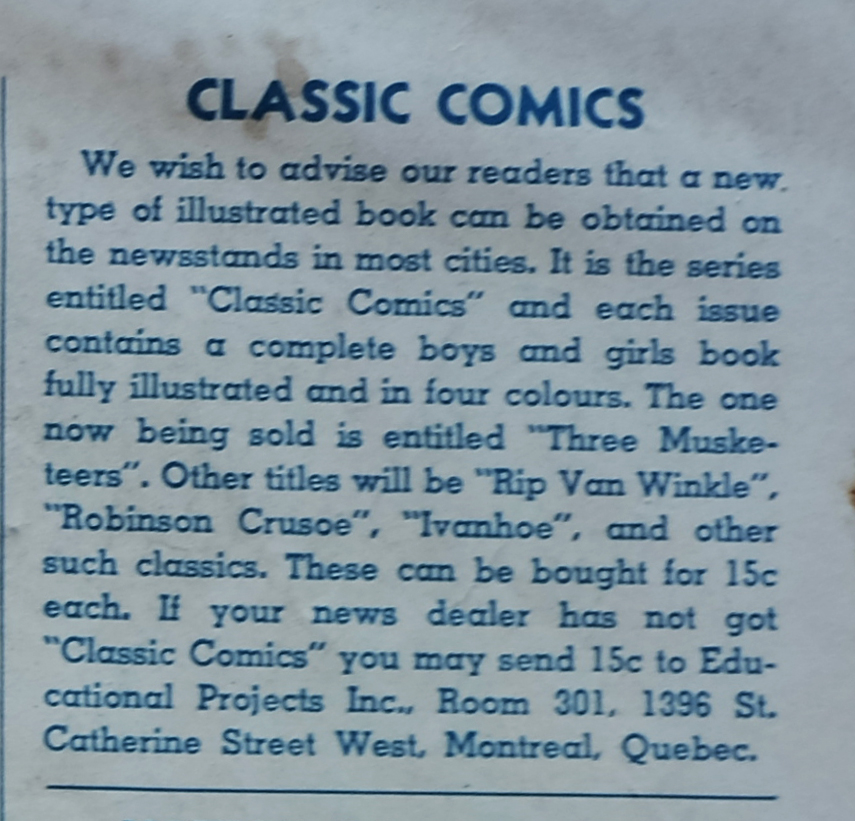 CLASSIC COMICS
We wish to advise our readers that a new
type of illustrated book can be obtained on
the newsstands in most cities. It is the series
entitled "Classic Comics" and each issue
contains a complete boys and girls book
fully illustrated and in four colours. The one
now being sold is entitled "Three Muske-
teers". Other titles will be "Rip Van Winkle",
"Robinson Crusoe", "Ivanhoe", and other
such classics. These can be bought for 15c
each. If your news dealer has not got
"Classic Comics" you may send 15c to Edu-
cational Projects Inc., Room 301, 1396 St.
Catherine Street West, Montreal, Quebec.